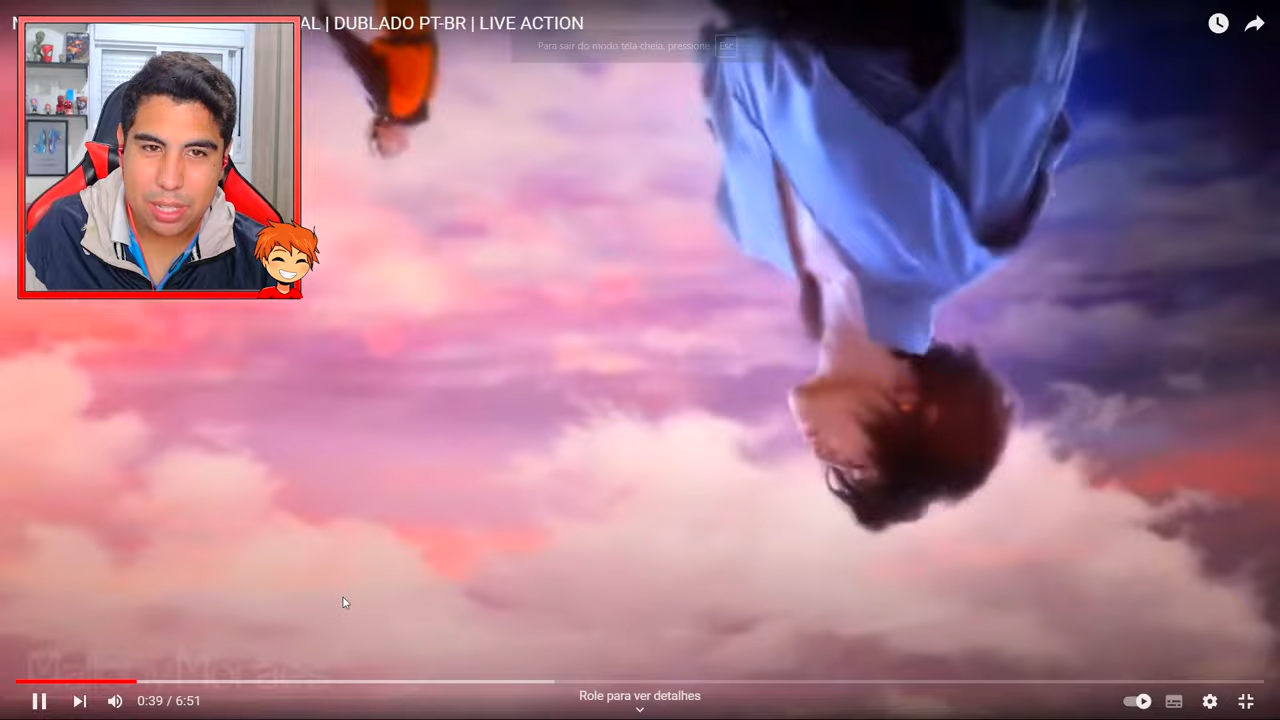 AL | DUBLADO PT-BR | LIVE ACTION
Para sair do modo tela cheia, pressione Esc
0:39 / 6:51
Role para ver detalhes